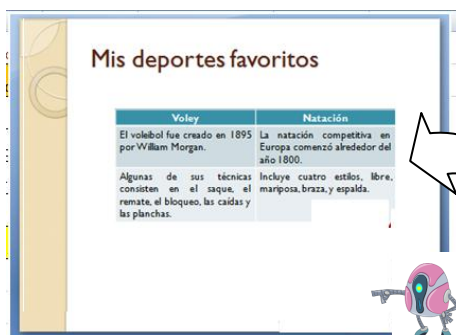 Mis deportes favoritos
Voley
Natación
El voleibol fue creado en 1895
por William Morgan.
La natación competitiva en
Europa comenzó alrededor del
año 1800.
Algunas de sus técnicas
consisten en el saque, el
remate, el bloqueo, las caídas y
las planchas.
Incluye cuatro estilos, libre,
mariposa, braza, y espalda.